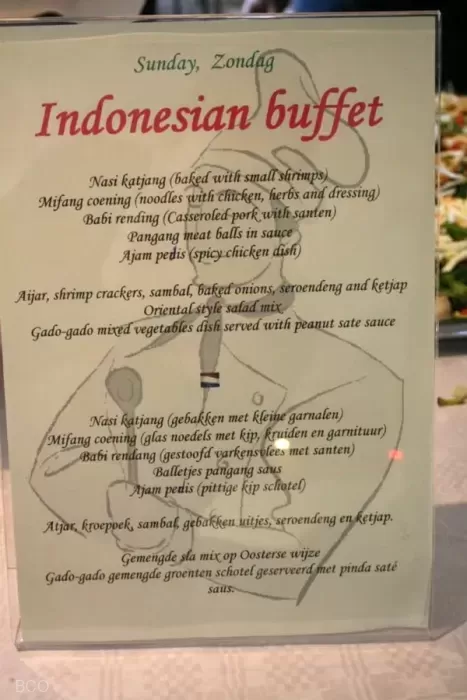 Sunday, Zondag
Indonesian buffet
Nasi katjang (baked with small shrimps)
Mifang coening (noodles with chicken, herbs and dressing)
Babi rending (Casseroled pork with santen)
Pangang meat balls in sauce
Ajam pedis (spicy chicken dish)
Aijar, shrimp crackers, sambal, baked onions, seroendeng and ketjap
Oriental style salad mix
Gado-gado mixed vegetables dish served with peanut sate sauce
Nasi katjang (gebakken met kleine garnalen)
Mifang coening (glas noedels met kip, kruiden en garnituur)
Babi rendang (gestoofd varkensvlees met santen)
Balletjes pangang saus
Ajam pedis (pittige kip schotel)
Atjar, kroepoek, sambal, gebakken uitjes, seroendeng en ketjap.
Gemengde sla mix op Oosterse wijze
Gado-gado gemengde groenten schotel geserveerd met pinda saté
saus.
BCO